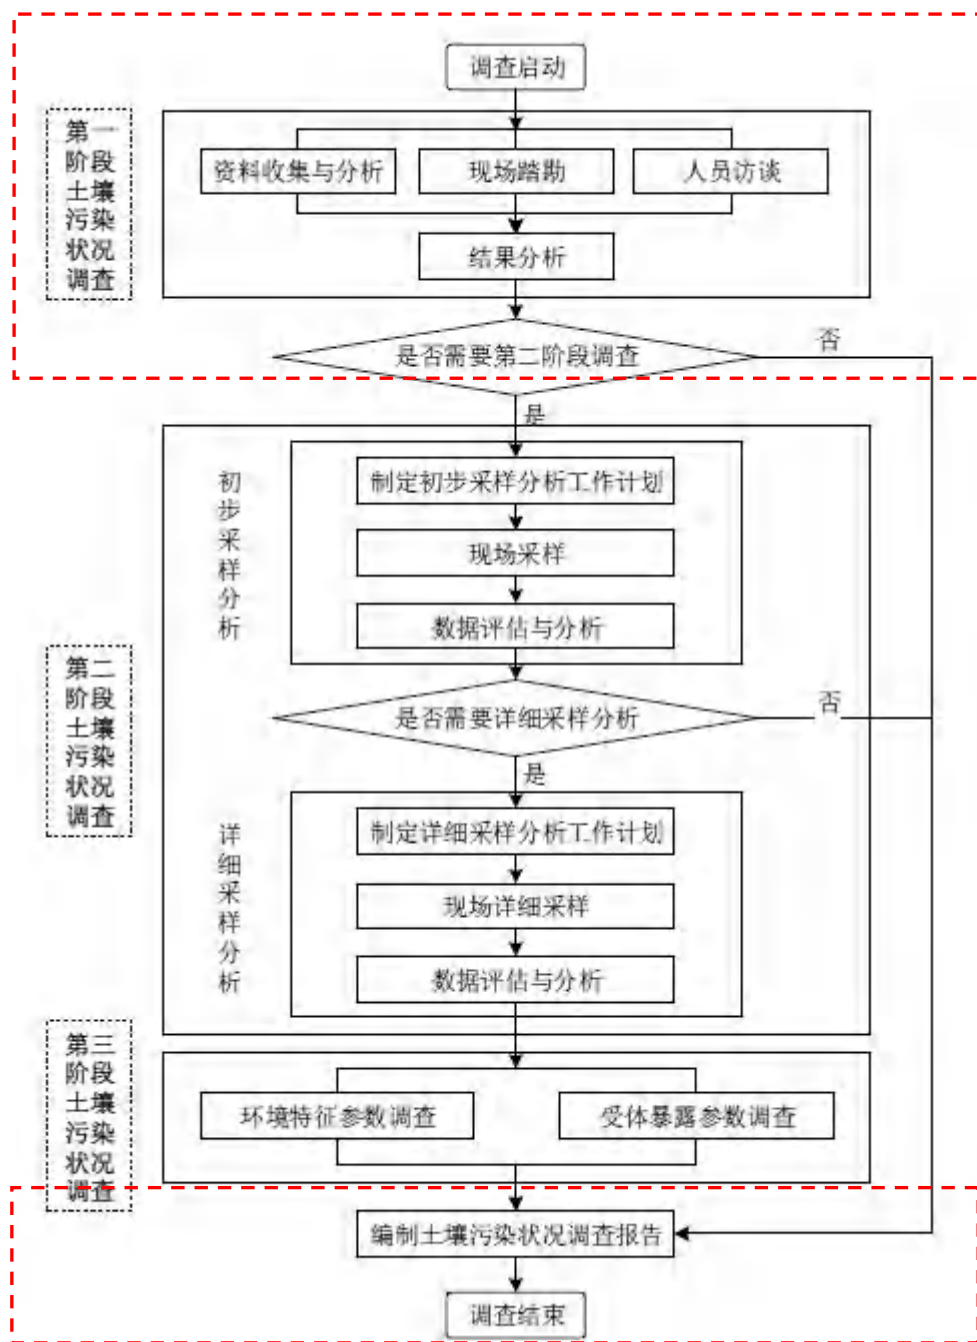 调查启动
第一
阶段
土壤
污染
状况
调查
资料收集与分析
现场踏勘
人员访谈
结果分析
是否需要第二阶段调查
否
是
第二
阶段
土壤
污染
状况
调查
初
步
采
样
分
析
制定初步采样分析工作计划
现场采样
数据评估与分析
是否需要详细采样分析
否
是
详
细
采
样
分
析
制定详细采样分析工作计划
现场详细采样
数据评估与分析
第三
阶段
土壤
污染
状况
调查
环境特征参数调查
受体暴露参数调查
编制土壤污染状况调查报告
调查结束